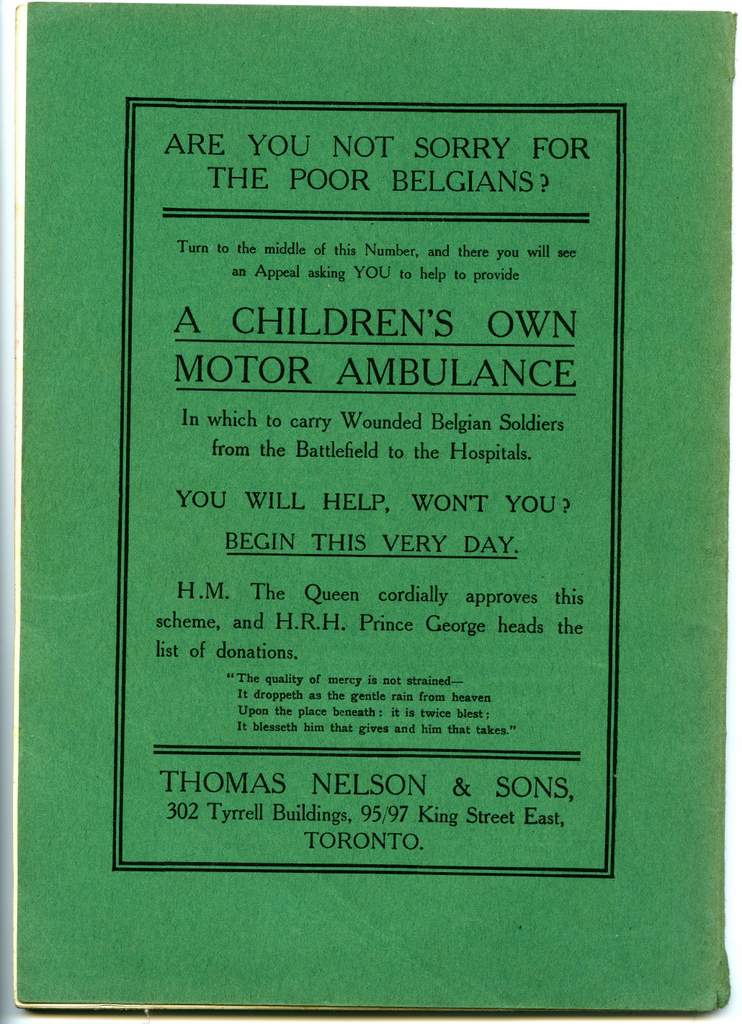 ARE YOU NOT SORRY FOR
THE POOR BELGIANS?
Turn to the middle of this Number, and there you will see
an Appeal asking YOU to help to provide
A CHILDREN'S OWN
MOTOR AMBULANCE
In which to carry Wounded Belgian Soldiers
from the Battlefield to the Hospitals.
YOU WILL HELP, WON'T YOU?
BEGIN THIS VERY DAY.
H.M. The Queen cordially approves this
scheme, and H.R.H. Prince George heads the
list of donations.
"The quality of mercy is not strained—
It droppeth as the gentle rain from heaven
Upon the place beneath: it is twice blest;
It blesseth him that gives and him that takes."
THOMAS NELSON & SONS,
302 Tyrrell Buildings, 95/97 King Street East,
TORONTO.